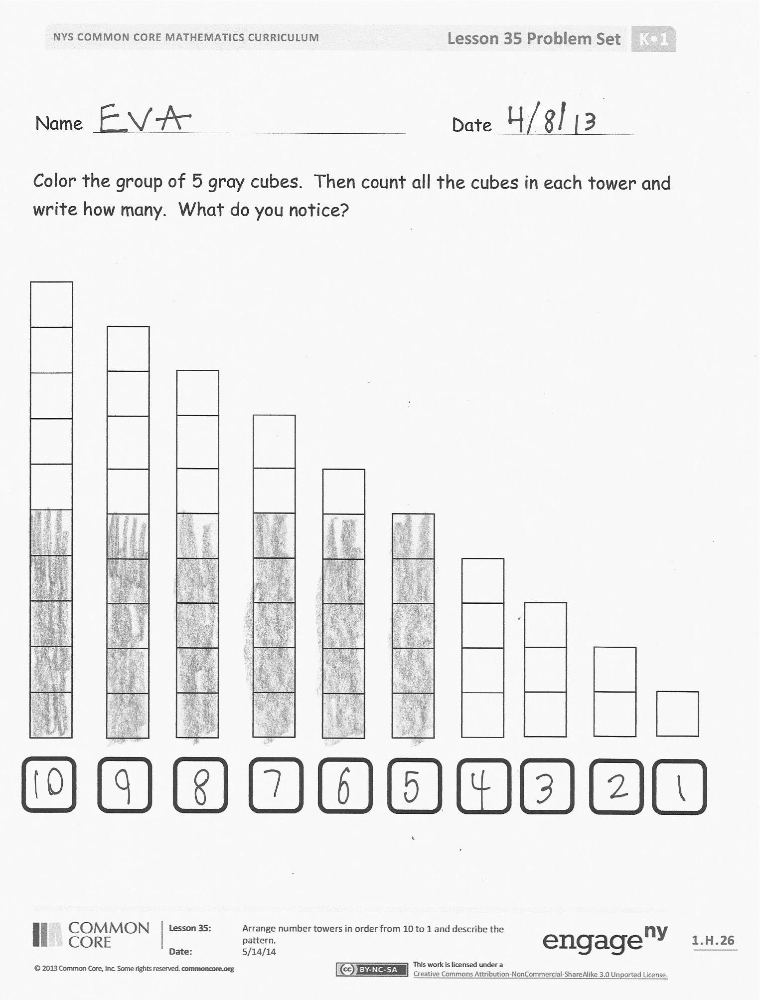 NYS COMMON CORE MATHEMATICS CURRICULUM Lesson 35 Problem Set K•1
Name EVA Date 4/8/13
Color the group of 5 gray cubes. Then count all the cubes in each tower and
write how many. What do you notice?
10 9 8 7 6 5 4 3 2 1
COMMON
CORE
Lesson 35: Arrange number towers in order from 10 to 1 and describe the
pattern.
Date: 5/14/14
engage ny
1.H.26
© 2013 Common Core, Inc. Some rights reserved. commoncore.org
cc BY-NC-SA
This work is licensed under a
Creative Commons Attribution-NonCommercial-ShareAlike 3.0 Unported License.